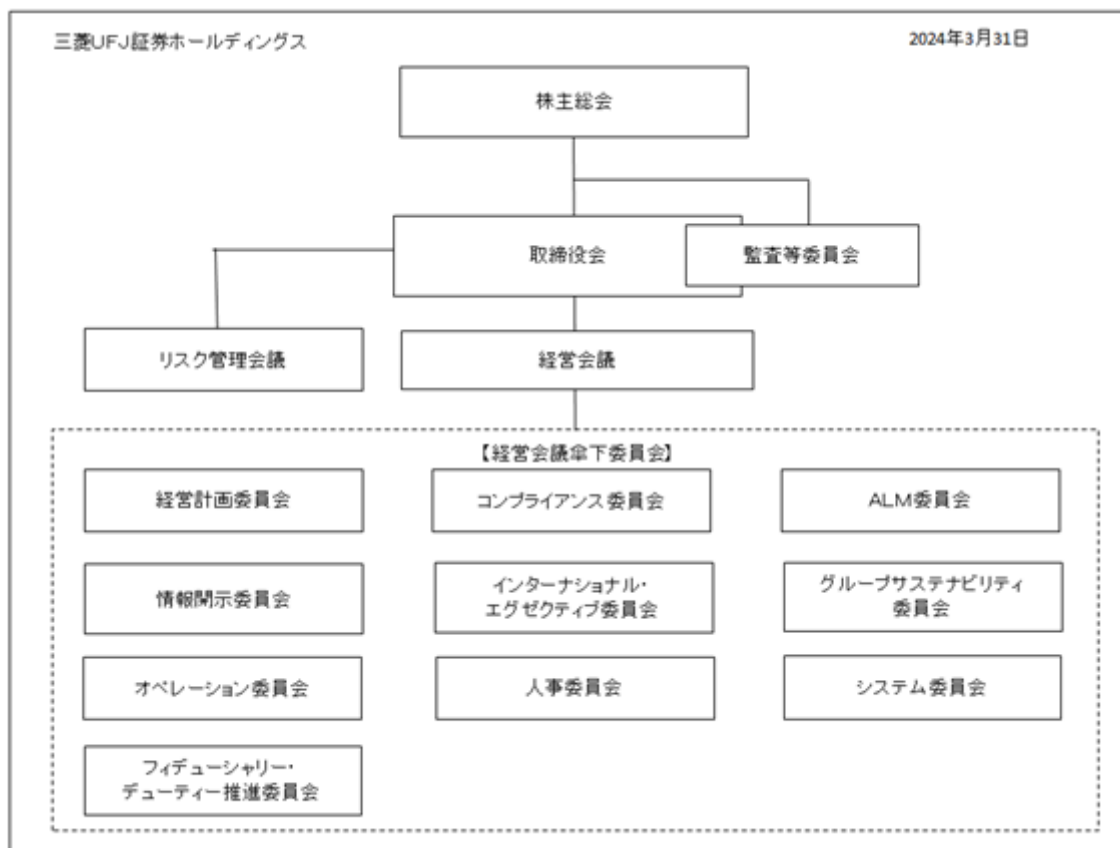 三菱UFJ証券ホールディングス
2024年3月31日
株主総会
取締役会
監査等委員会
リスク管理会議
経営会議
【経営会議傘下委員会】
経営計画委員会
コンプライアンス委員会
ALM委員会
情報開示委員会
インターナショナル・
エグゼクティブ委員会
グループサステナビリティ
委員会
オペレーション委員会
人事委員会
システム委員会
フィデューシャリー・
デューティー推進委員会